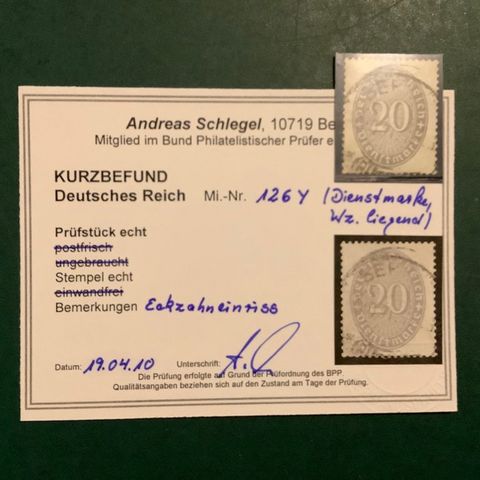 Andreas Schlegel, 10719 Be
Mitglied im Bund Philatelistischer Prüfer e
KURZBEFUND
Deutsches Reich Mi.-Nr. 126 Y (Dienstmarke,
Wz. liegend)
Prüfstück echt
postfrisch
ungebraucht
Stempel echt
einwandfrei
Bemerkungen Eckzahneinriss
Datum: 19.04.10 Unterschrift:
Die Prüfung erfolgte auf Grund der Prüfordnung des BPP.
Qualitätsangaben beziehen sich auf den Zustand am Tage der Prüfung.
20
20